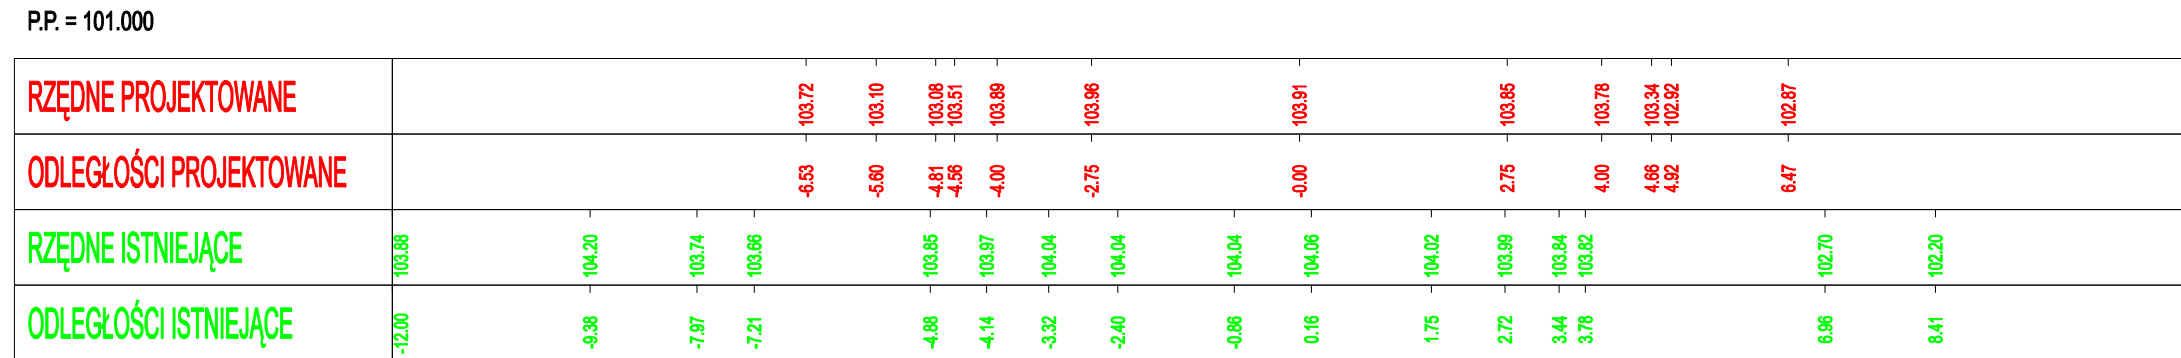 P.P. = 101.000
RZĘDNE PROJEKTOWANE 103.72 103.10 103.08 103.51 103.89 103.96 103.91 103.85 103.78 103.34 102.92 102.87
ODLEGŁOŚCI PROJEKTOWANE -6.53 -5.60 -4.81 -4.56 -4.00 -2.75 -0.00 2.75 4.00 4.66 4.92 6.47
RZĘDNE ISTNIEJĄCE 103.88 104.20 103.74 103.66 103.85 103.97 104.04 104.04 104.04 104.06 104.02 103.99 103.84 103.82 102.70 102.20
ODLEGŁOŚCI ISTNIEJĄCE -12.00 -9.38 -7.97 -7.21 -4.88 -4.14 -3.32 -2.40 -0.86 0.16 1.75 2.72 3.44 3.78 6.96 8.41